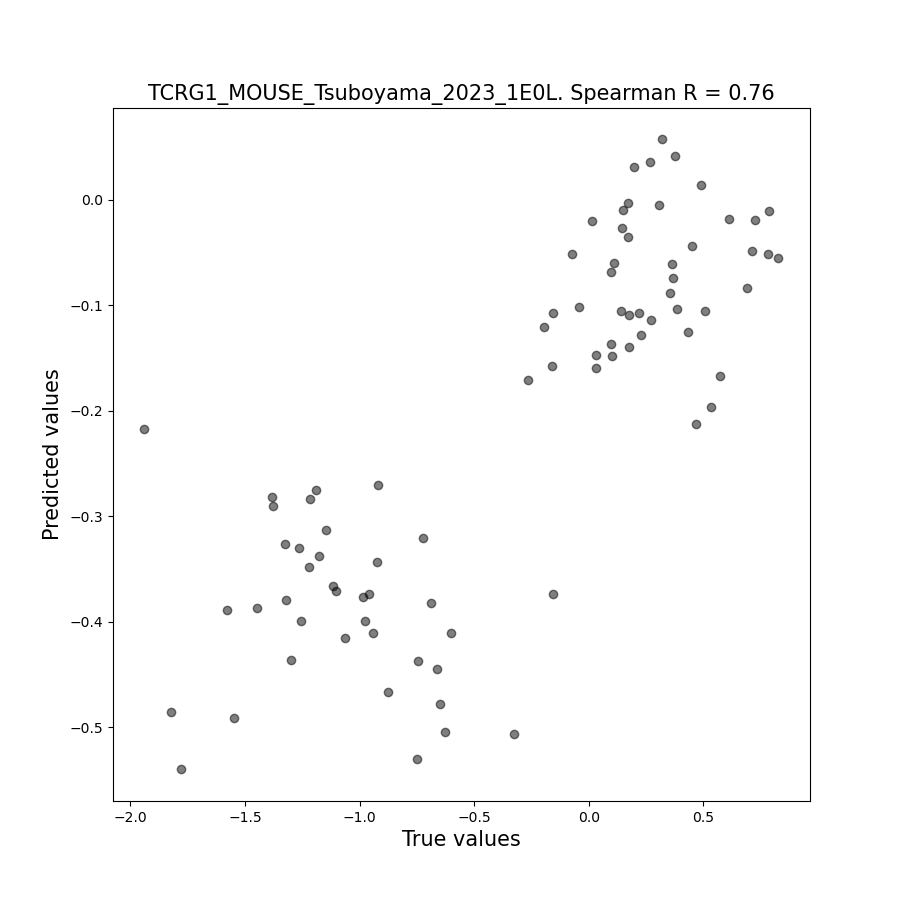 TCRG1_MOUSE_Tsuboyama_2023_1E0L. Spearman R = 0.76
0.0
−0.1
−0.2
−0.3
−0.4
−0.5
Predicted values
−2.0 −1.5 −1.0 −0.5 0.0 0.5
True values